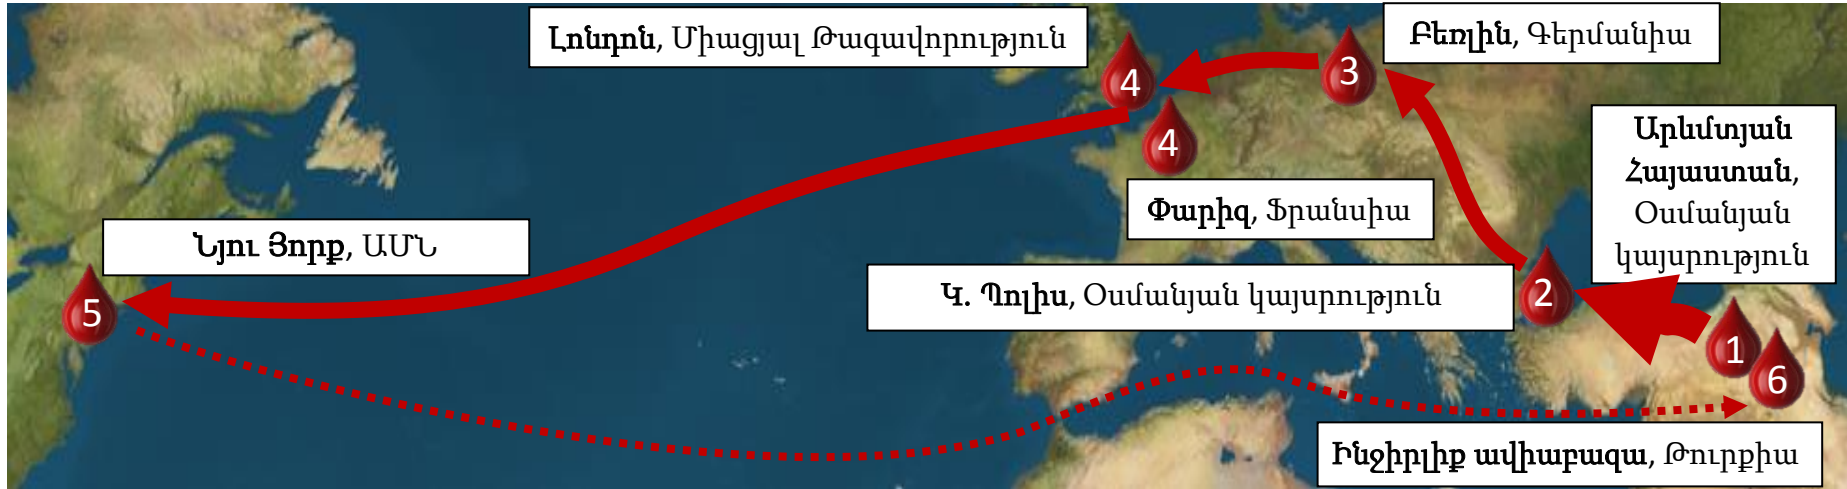 Լոնդոն, Միացյալ Թագավորություն
Բեռլին, Գերմանիա
4
3
4
Արևմտյան
Հայաստան,
Օսմանյան
կայսրություն
Փարիզ, Ֆրանսիա
Նյու Յորք, ԱՄՆ
Կ. Պոլիս, Օսմանյան կայսրություն
2
5
1
6
Ինջիրլիք ավիաբազա, Թուրքիա